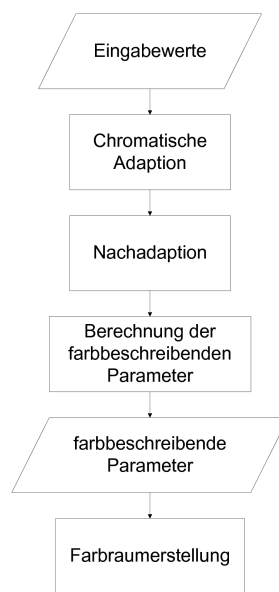 Eingabewerte
Chromatische
Adaption
Nachadaption
Berechnung der
farbbeschreibenden
Parameter
farbbeschreibende
Parameter
Farbraumerstellung